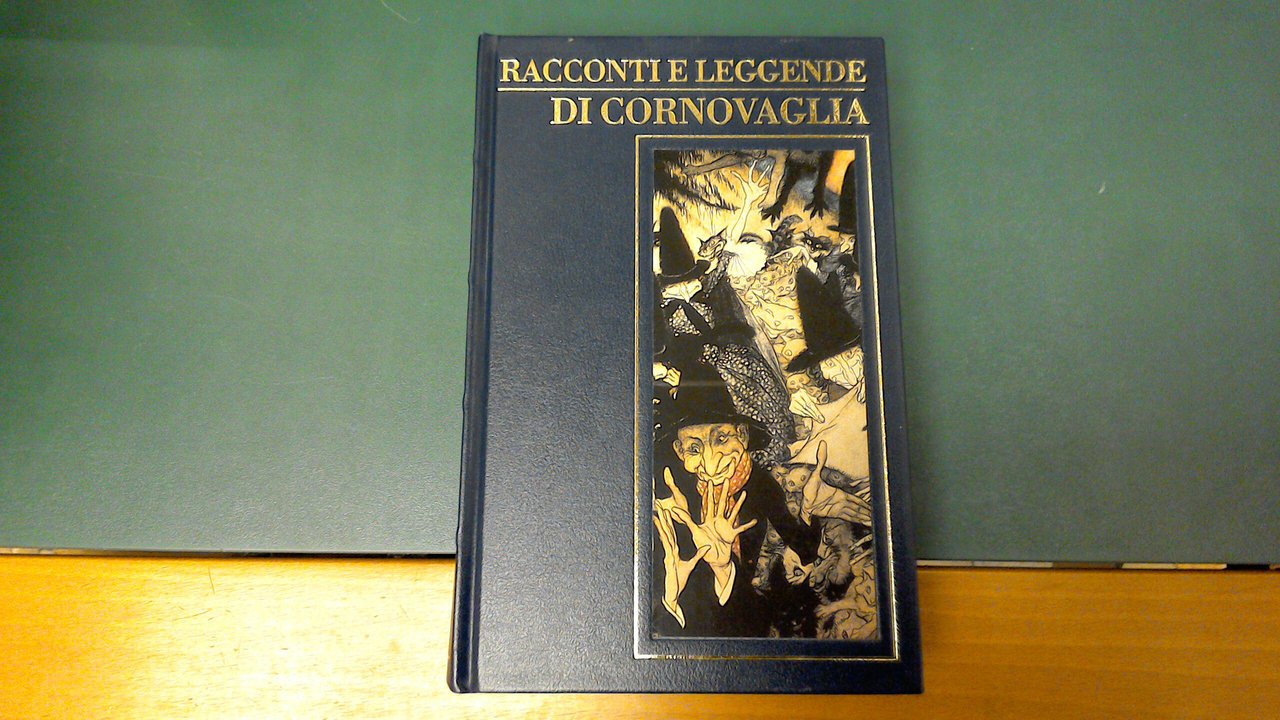 RACCONTI E LEGGENDE
DI CORNOVAGLIA